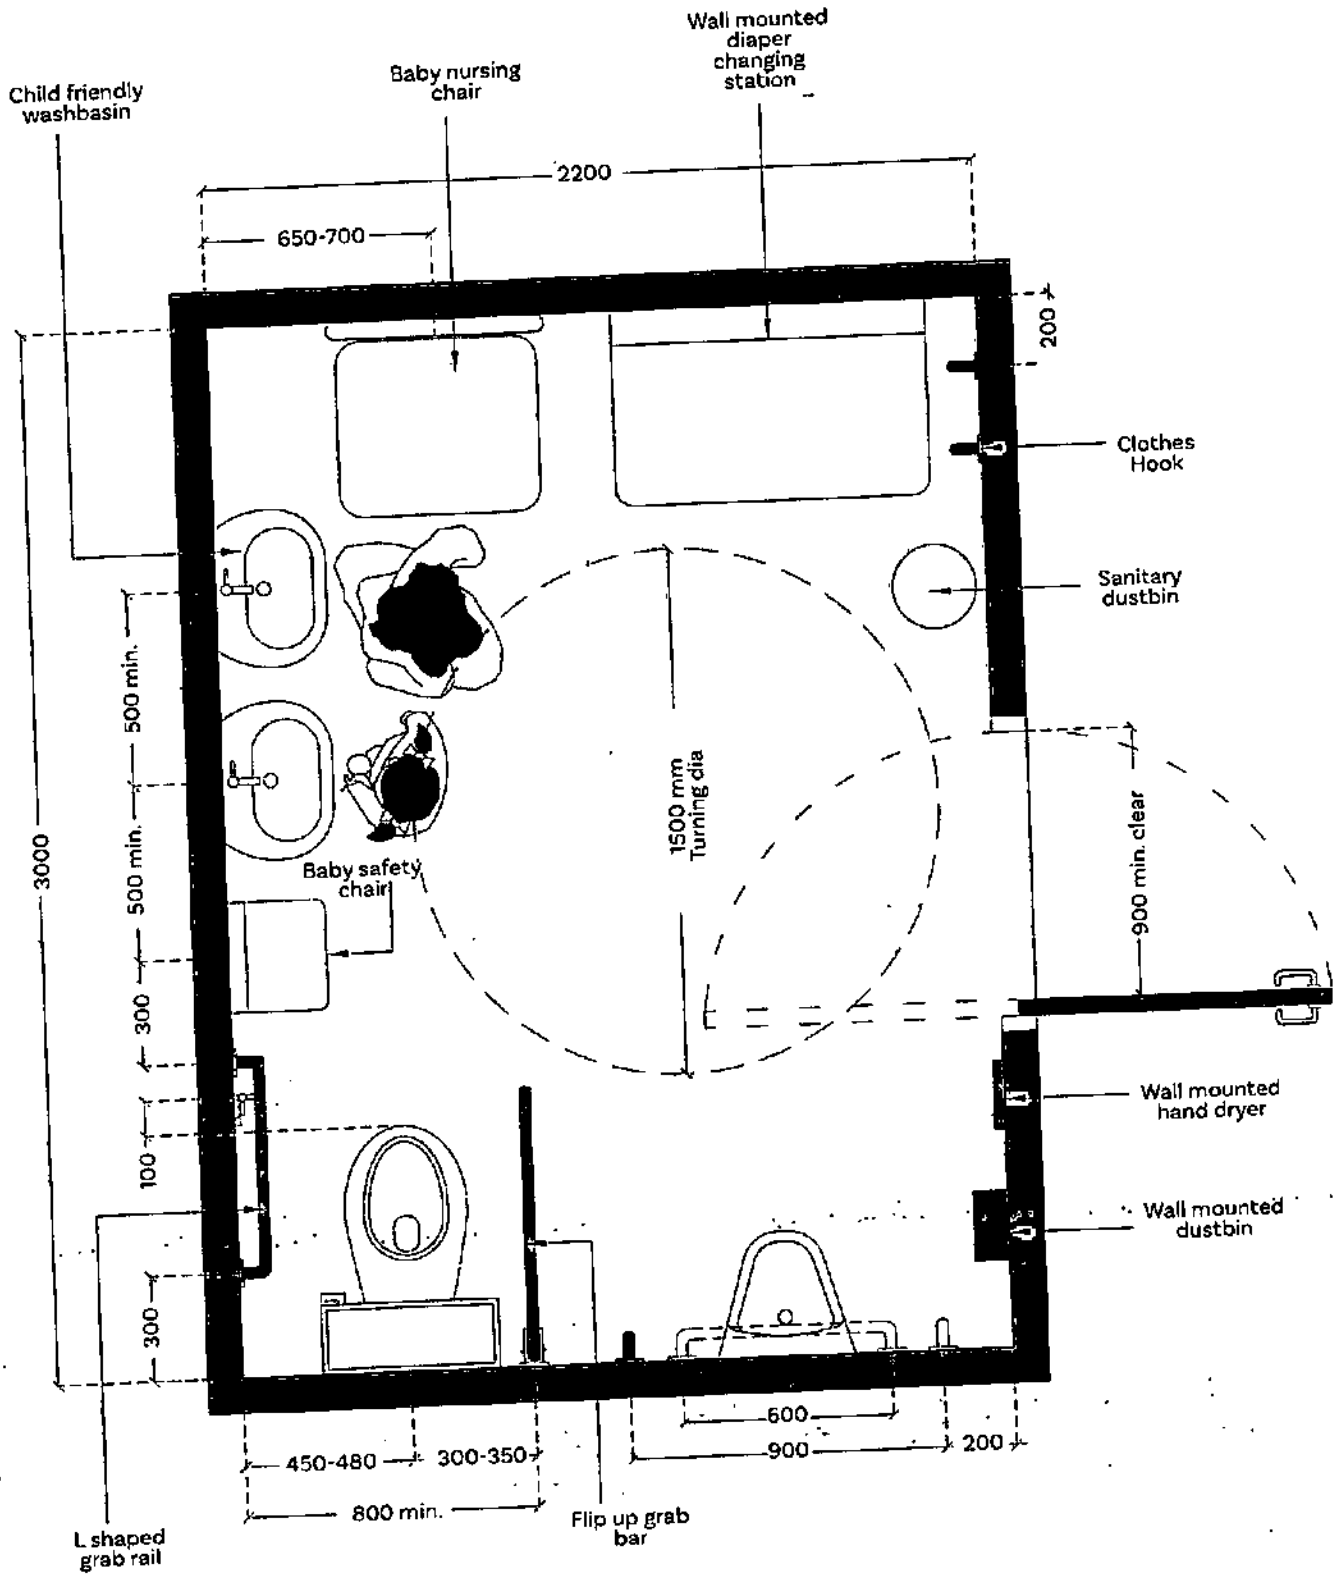 Wall mounted
diaper
changing
station
Baby nursing
chair
Child friendly
washbasin
2200
650-700
200
Clothes
Hook
Sanitary
dustbin
500 min.
500 min.
3000
1500 mm
Turning dia
900 min. clear
Baby safety
chair
300
100
300
Wall mounted
hand dryer
Wall mounted
dustbin
600
900
200
450-480
300-350
800 min.
Flip up grab
bar
L shaped
grab rail